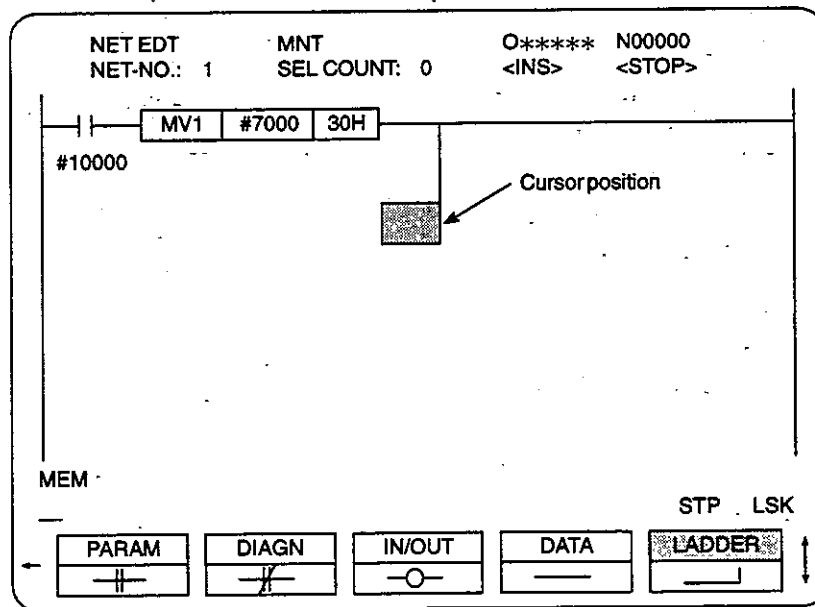 NET EDT MNT O***** N00000
NET-NO.: 1 SEL COUNT: 0 <INS> <STOP>
MV1 #7000 30H
#10000
Cursor position
MEM
STP LSK
PARAM DIAGN IN/OUT DATA LADDER